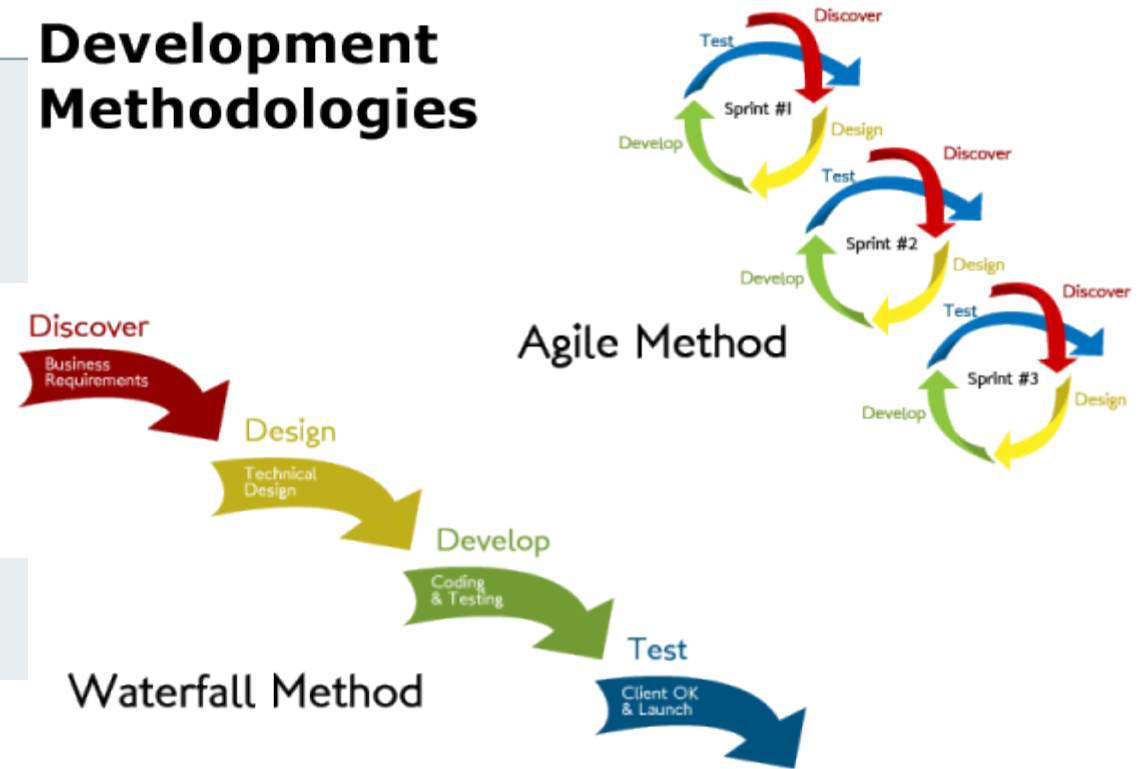 Development
Methodologies
Discover
Test
Sprint #1
Design
Develop
Discover
Test
Sprint #2
Design
Develop
Discover
Test
Sprint #3
Design
Develop
Agile Method
Discover
Business
Requirements
Design
Technical
Design
Develop
Coding
& Testing
Test
Client OK
& Launch
Waterfall Method